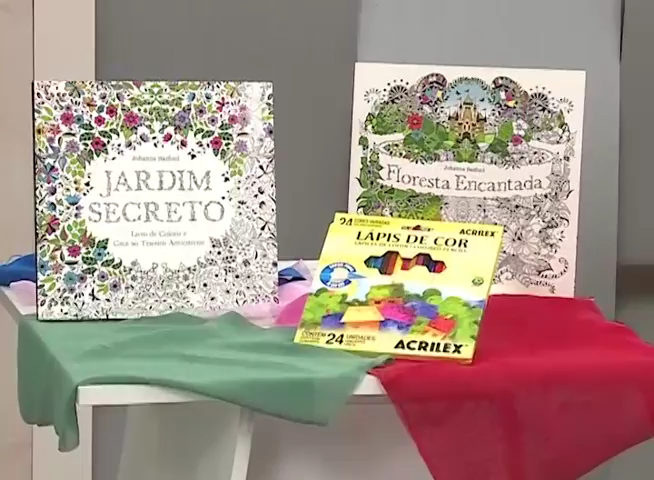 Johanna Basford
JARDIM
SECRETO
Livro de Colorir e
Caça ao Tesouro Antiestresse
Johanna Basford
Floresta Encantada
24
ACRILEX
LÁPIS DE COR
24 UNIDADES
ACRILEX